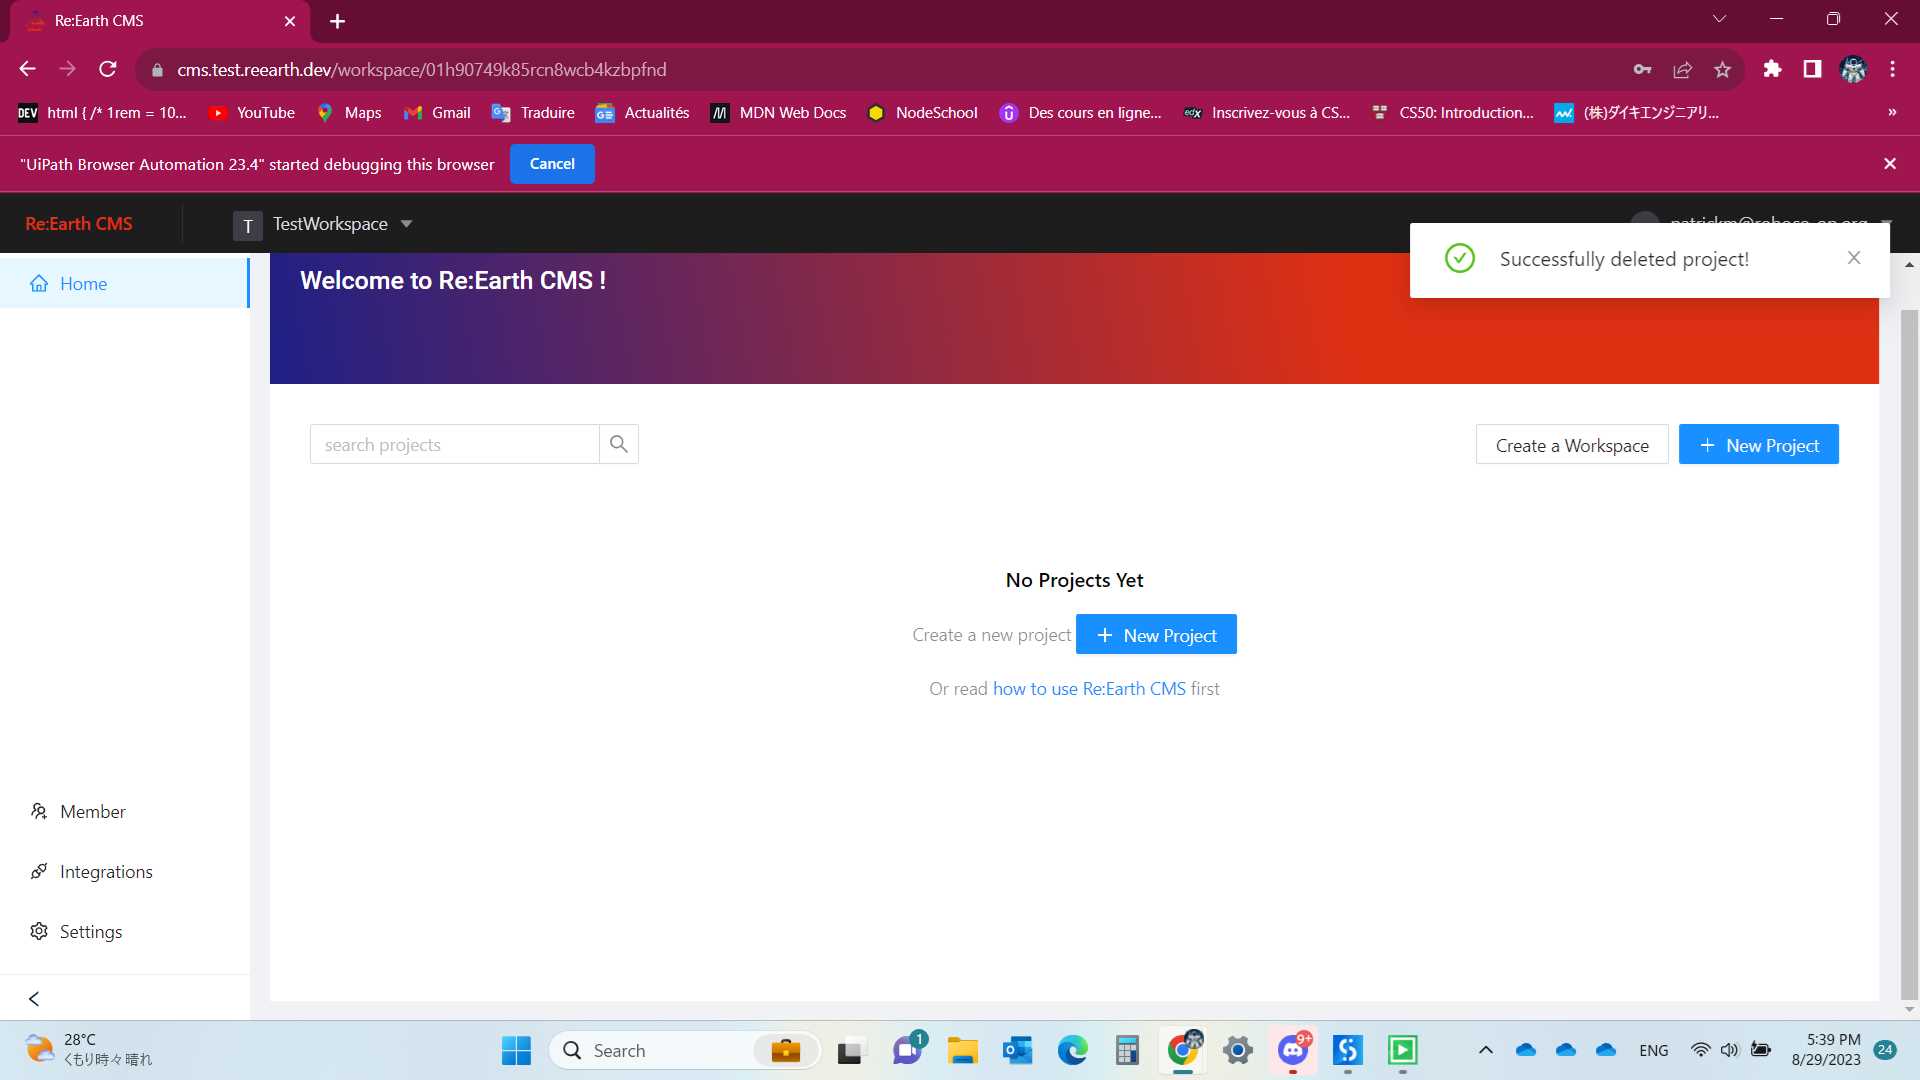 Re:Earth CMS
cms.test.reearth.dev/workspace/01h90749k85rcn8wcb4kzbpfnd
DEV html { /* 1rem = 10... YouTube Maps Gmail Traduire Actualités MDN Web Docs NodeSchool Des cours en ligne... edX Inscrivez-vous à CS... CS50: Introduction... (株)ダイキエンジニアリ... »
"UiPath Browser Automation 23.4" started debugging this browser Cancel
Re:Earth CMS T TestWorkspace
Successfully deleted project!
Home
Welcome to Re:Earth CMS !
search projects Create a Workspace + New Project
No Projects Yet
Create a new project + New Project
Or read how to use Re:Earth CMS first
Member
Integrations
Settings
28°C
くもり時々晴れ
Search
1
9+
ENG
5:39 PM
8/29/2023
24